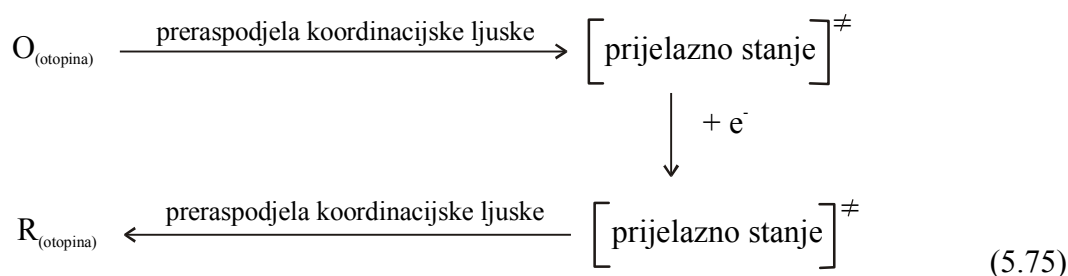 preraspodjela koordinacijske ljuske
O(otopina) [prijelazno stanje]≠
+ e-
preraspodjela koordinacijske ljuske
R(otopina) [prijelazno stanje]≠
(5.75)